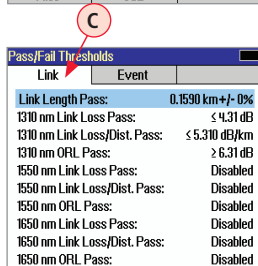 C
Pass/Fail Thresholds
Link Event
Link Length Pass: 0.1590 km+/- 0%
1310 nm Link Loss Pass: ≤ 4.31 dB
1310 nm Link Loss/Dist. Pass: ≤ 5.310 dB/km
1310 nm ORL Pass: ≥ 6.31 dB
1550 nm Link Loss Pass: Disabled
1550 nm Link Loss/Dist. Pass: Disabled
1550 nm ORL Pass: Disabled
1650 nm Link Loss Pass: Disabled
1650 nm Link Loss/Dist. Pass: Disabled
1650 nm ORL Pass: Disabled